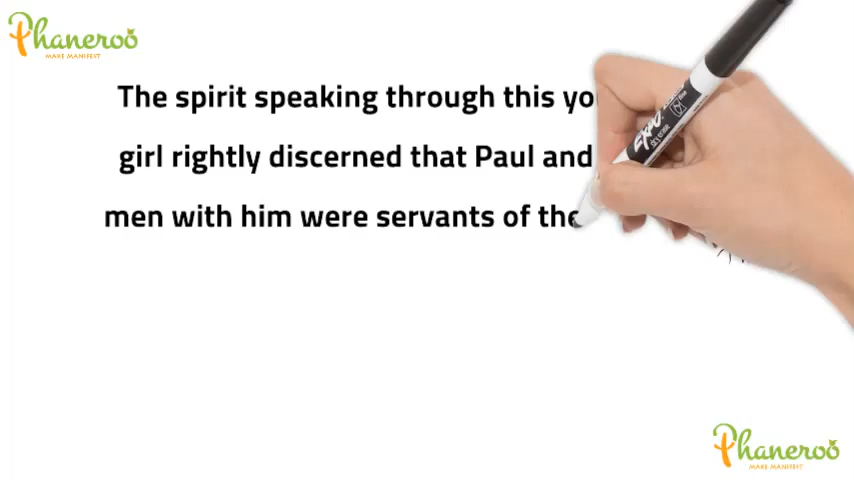 Phaneroo
MAKE MANIFEST
The spirit speaking through this
girl rightly discerned that Paul and
men with him were servants of the
EXPO
Phaneroo
MAKE MANIFEST